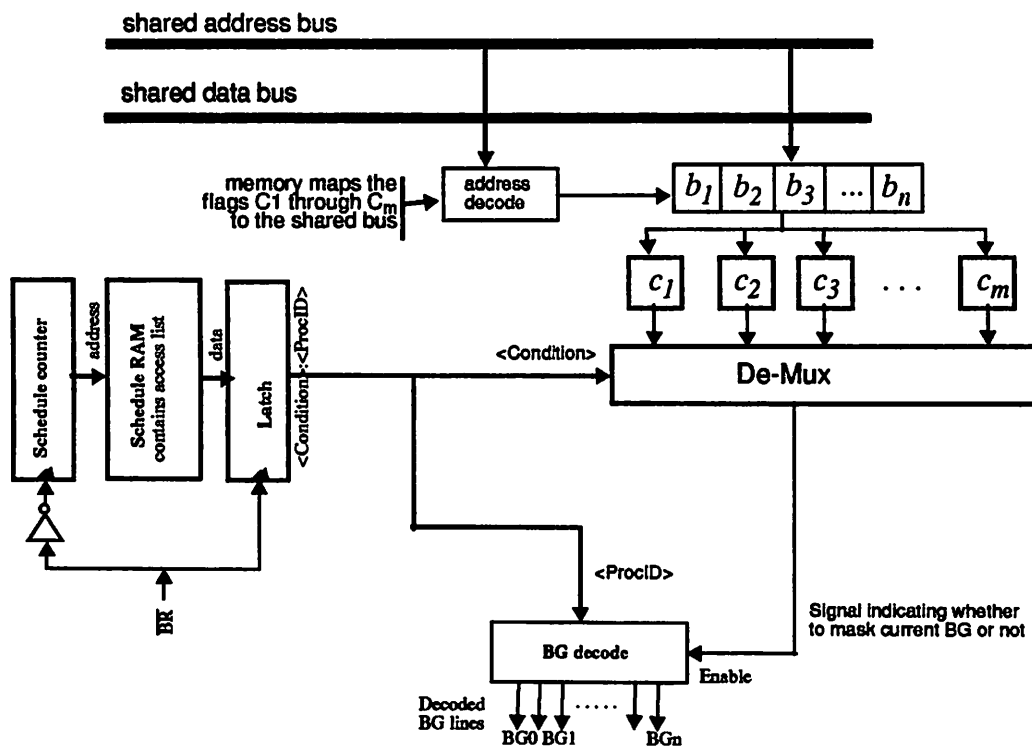 shared address bus
shared data bus
memory maps the
flags C1 through Cm
to the shared bus
address
decode
b1 b2 b3 ... bn
c1 c2 c3 . . . cm
Schedule counter
address
Schedule RAM
contains access list
data
Latch
<Condition>:<ProcID>
<Condition>
De-Mux
BR
<ProcID>
Signal indicating whether
to mask current BG or not
BG decode
Enable
Decoded
BG lines
.....
BG0 BG1 BGn